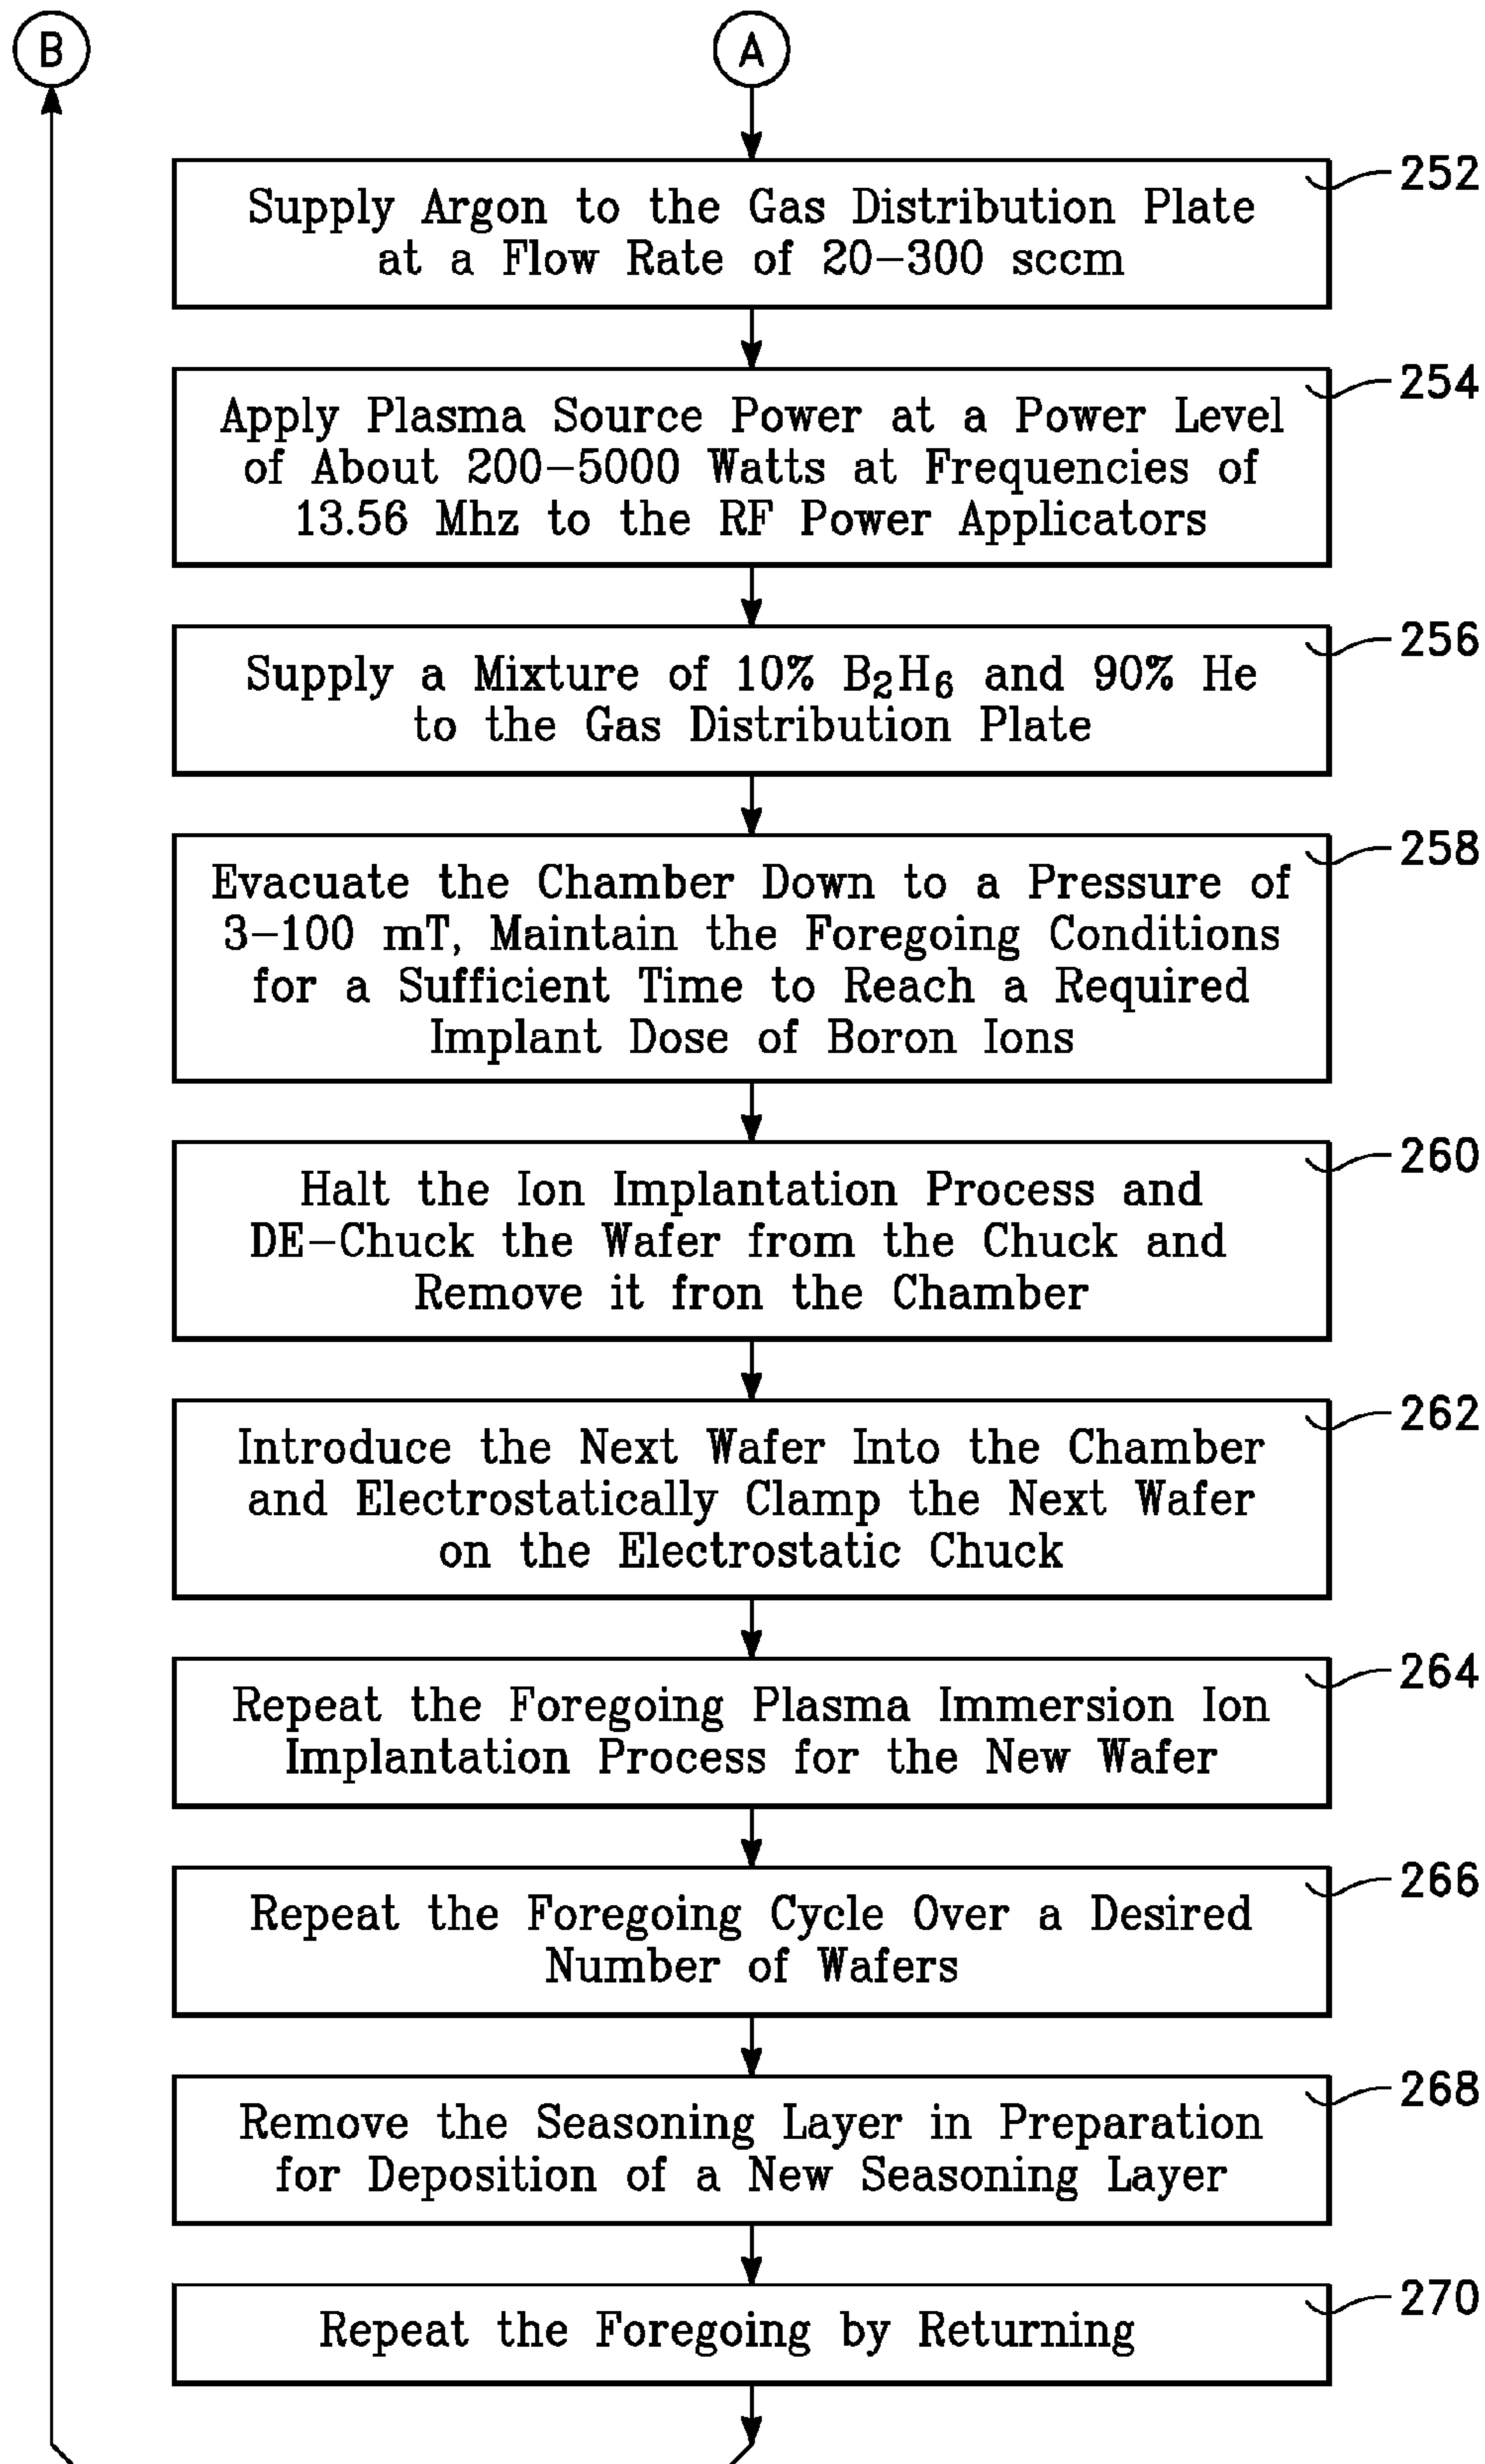 B
A
252
Supply Argon to the Gas Distribution Plate
at a Flow Rate of 20-300 sccm
254
Apply Plasma Source Power at a Power Level
of About 200-5000 Watts at Frequencies of
13.56 Mhz to the RF Power Applicators
256
Supply a Mixture of 10% B₂H₆ and 90% He
to the Gas Distribution Plate
258
Evacuate the Chamber Down to a Pressure of
3-100 mT, Maintain the Foregoing Conditions
for a Sufficient Time to Reach a Required
Implant Dose of Boron Ions
260
Halt the Ion Implantation Process and
DE-Chuck the Wafer from the Chuck and
Remove it fron the Chamber
262
Introduce the Next Wafer Into the Chamber
and Electrostatically Clamp the Next Wafer
on the Electrostatic Chuck
264
Repeat the Foregoing Plasma Immersion Ion
Implantation Process for the New Wafer
266
Repeat the Foregoing Cycle Over a Desired
Number of Wafers
268
Remove the Seasoning Layer in Preparation
for Deposition of a New Seasoning Layer
270
Repeat the Foregoing by Returning